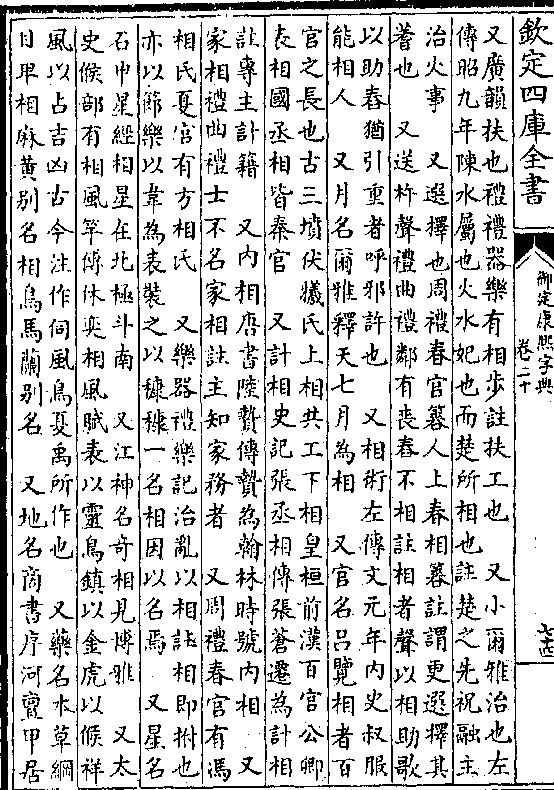 欽定四庫全書
御定康熙字典
卷二十
又廣韻扶也禮禮器樂有相步註扶工也　又小爾雅治也左
傳昭九年陳水屬也火水妃也而楚所相也註楚之先祝融主
治火事　又選擇也周禮春官簭人上春相簭註謂更選擇其
蓍也　又送杵聲禮曲禮鄰有喪舂不相註相者聲以相助歌
以助舂猶引重者呼邪許也　又相術左傳文元年内史叔服
能相人　又月名爾雅釋天七月為相　又官名吕覽相者百
官之長也古三墳伏犧氏上相共工下相皇桓前漢百官公卿
表相國丞相皆秦官　又計相史記張丞相傳張蒼遷為計相
註專主計籍　又内相唐書陸贄傳贄為翰林時號内相　又
家相禮曲禮士不名家相註主知家務者　又周禮春官有馮
相氏夏官有方相氏　又樂器禮樂記治亂以相註相即拊也
亦以節樂以韋為表裝之以穅穅一名相因以名焉　又星名
石申星經相星在北極斗南　又江神名奇相見博雅　又太
史候部有相風竿傅休奕相風賦表以靈烏鎮以金虎以候祥
風以占吉凶古今注作伺風烏夏禹所作也　又藥名本草綱
目卑相麻黄别名相烏馬蘭别名　又地名商書序河亶甲居